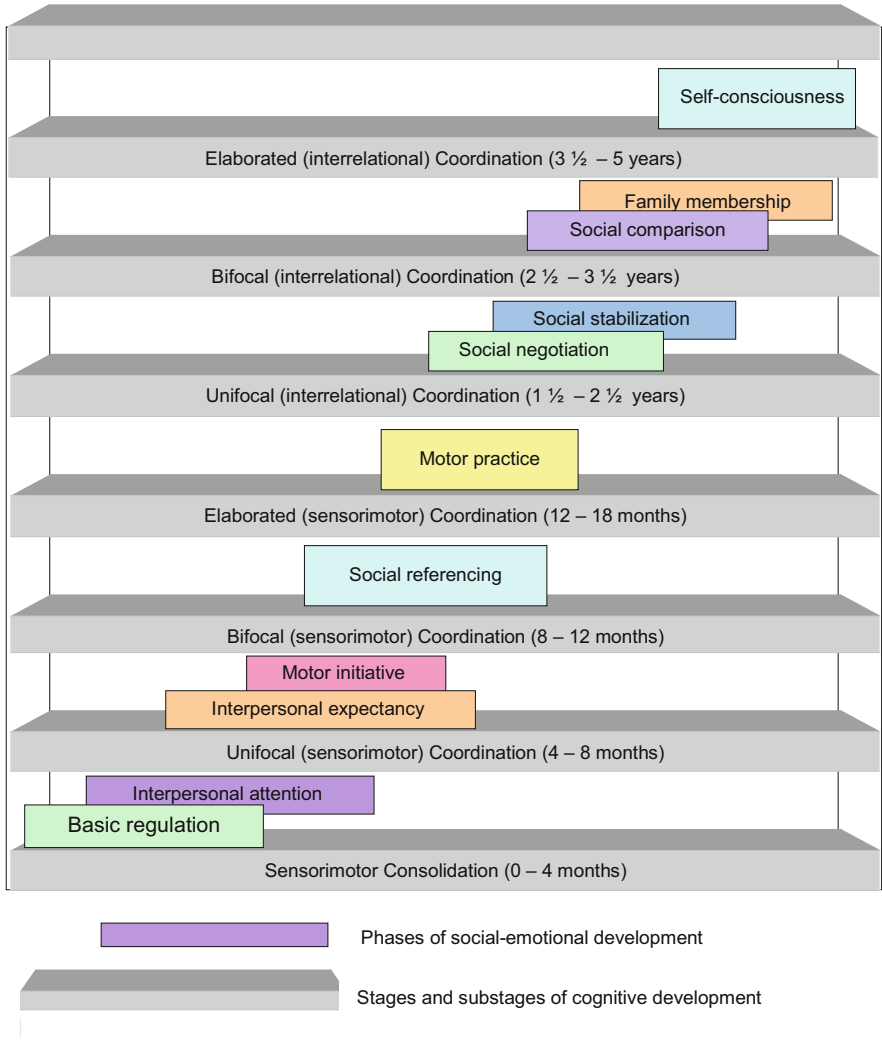 Self-consciousness
Elaborated (interrelational) Coordination (3 ½ – 5 years)
Family membership
Social comparison
Bifocal (interrelational) Coordination (2 ½ – 3 ½ years)
Social stabilization
Social negotiation
Unifocal (interrelational) Coordination (1 ½ – 2 ½ years)
Motor practice
Elaborated (sensorimotor) Coordination (12 – 18 months)
Social referencing
Bifocal (sensorimotor) Coordination (8 – 12 months)
Motor initiative
Interpersonal expectancy
Unifocal (sensorimotor) Coordination (4 – 8 months)
Interpersonal attention
Basic regulation
Sensorimotor Consolidation (0 – 4 months)
Phases of social-emotional development
Stages and substages of cognitive development